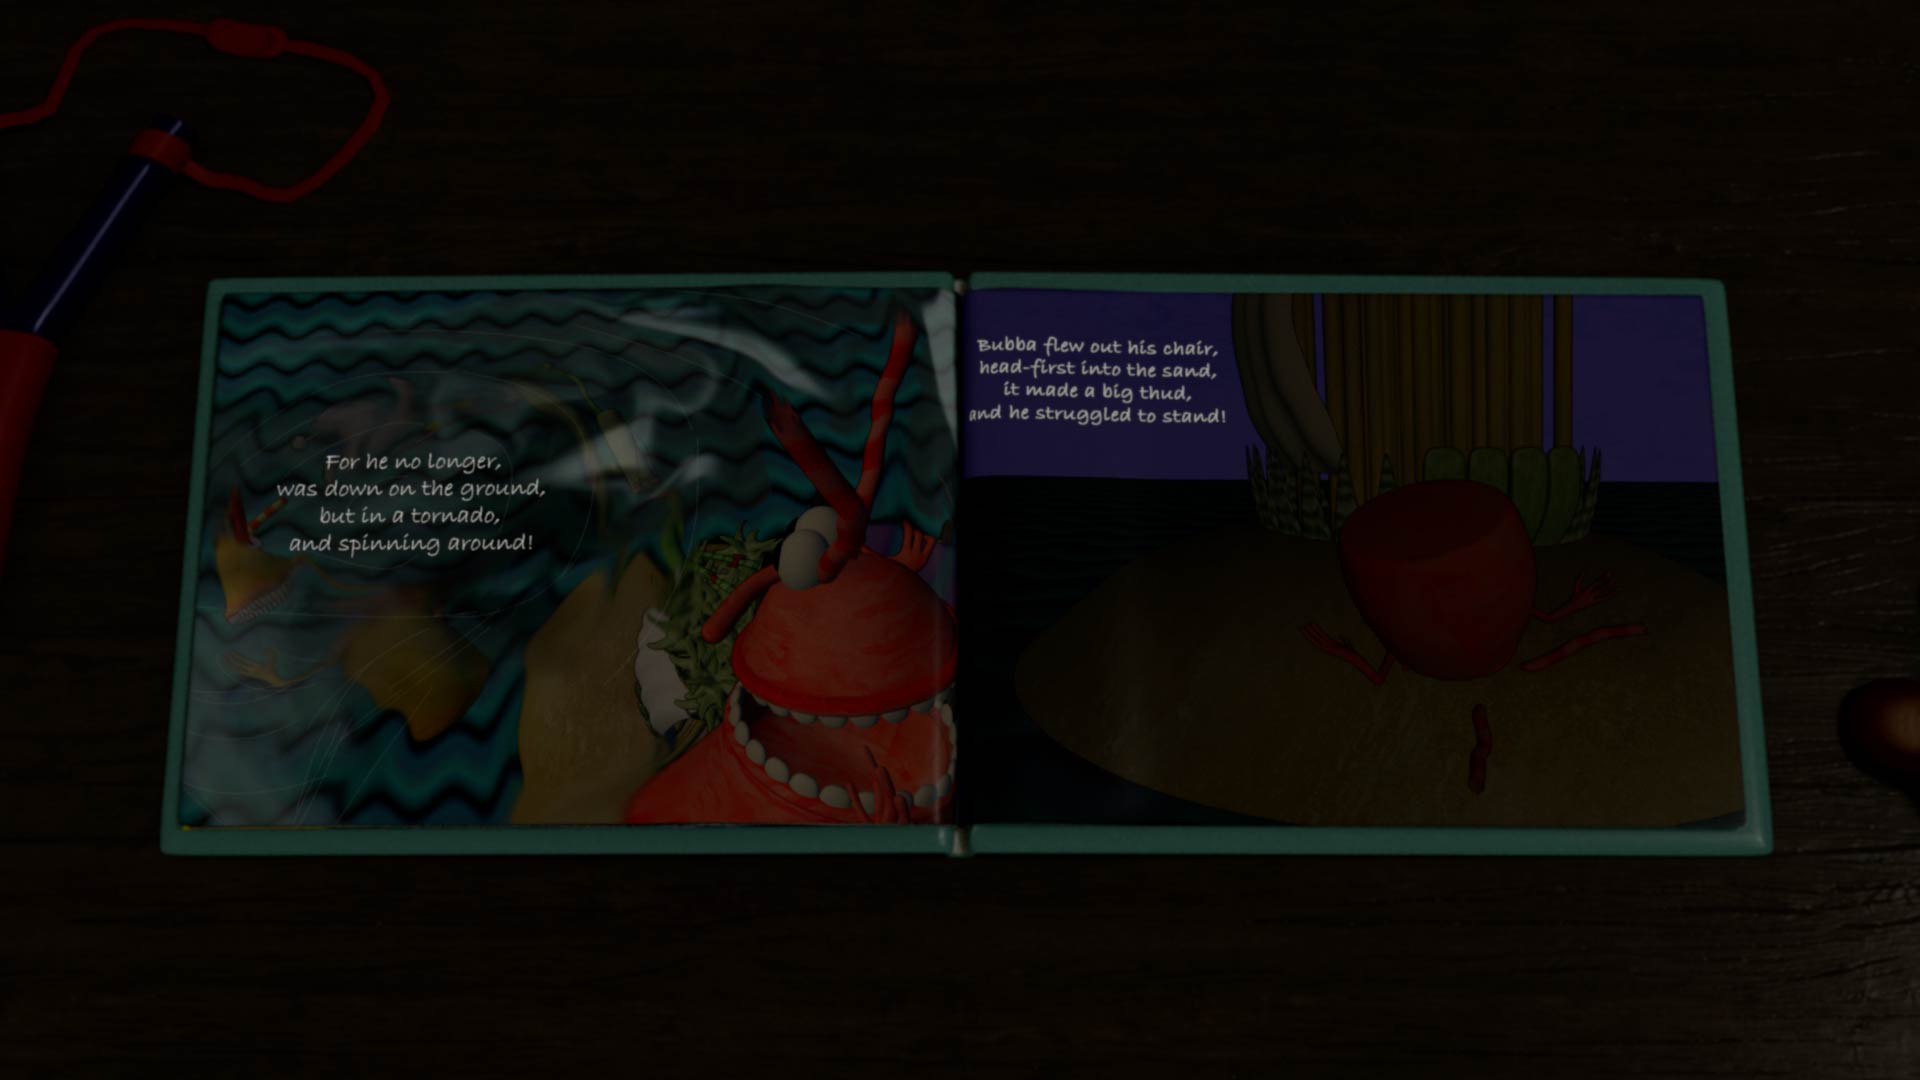 For he no longer,
was down on the ground,
but in a tornado,
and spinning around!
Bubba flew out his chair,
head-first into the sand,
it made a big thud,
and he struggled to stand!